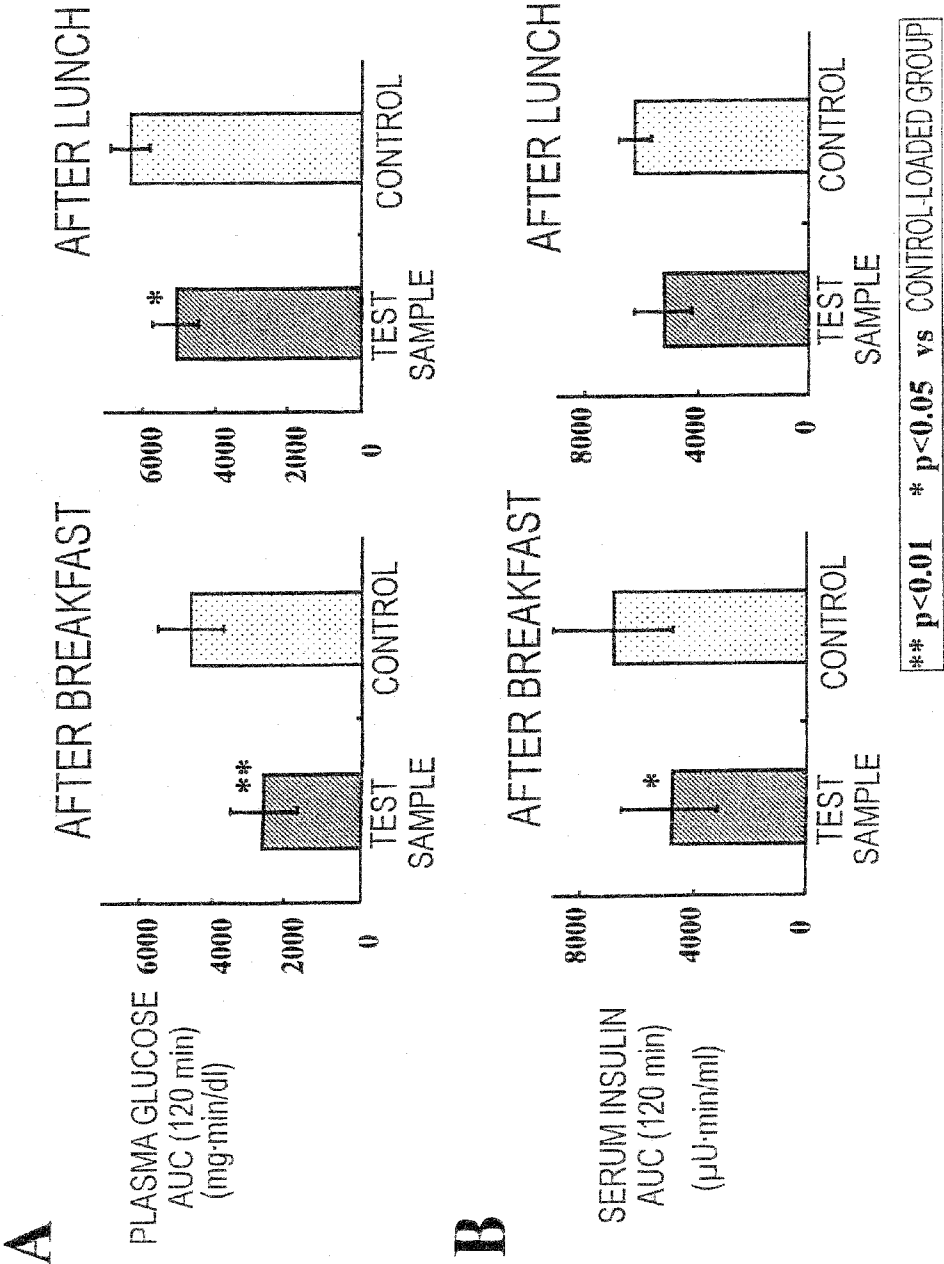 A
PLASMA GLUCOSE
AUC (120 min)
(mg·min/dl)
AFTER BREAKFAST
6000
4000
2000
0
**
TEST
SAMPLE
CONTROL
AFTER LUNCH
6000
4000
2000
0
*
TEST
SAMPLE
CONTROL
B
SERUM INSULIN
AUC (120 min)
(µU·min/ml)
AFTER BREAKFAST
8000
4000
0
*
TEST
SAMPLE
CONTROL
AFTER LUNCH
8000
4000
0
TEST
SAMPLE
CONTROL
** p<0.01 * p<0.05 vs CONTROL-LOADED GROUP